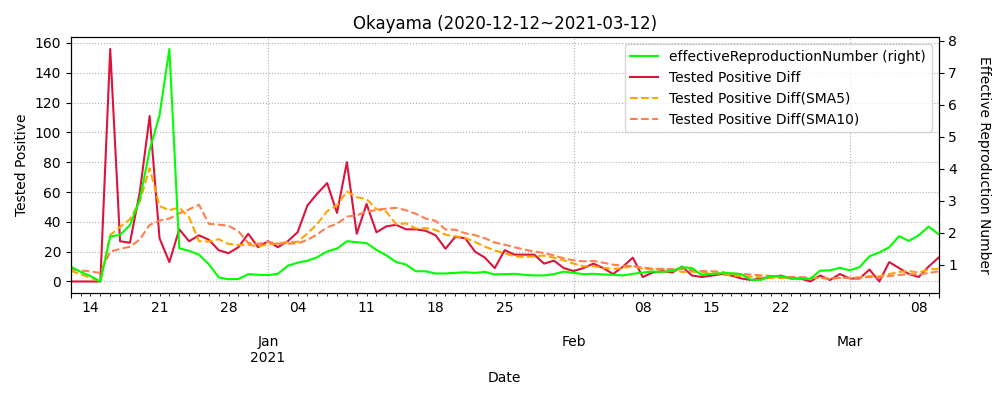 Okayama (2020-12-12~2021-03-12)
effectiveReproductionNumber (right)
Tested Positive Diff
Tested Positive Diff(SMA5)
Tested Positive Diff(SMA10)
Tested Positive
160
140
120
100
80
60
40
20
0
8
7
6
5
4
3
2
1
Effective Reproduction Number
14 21 28 04 11 18 25 08 15 22 08
Jan Feb Mar
2021
Date